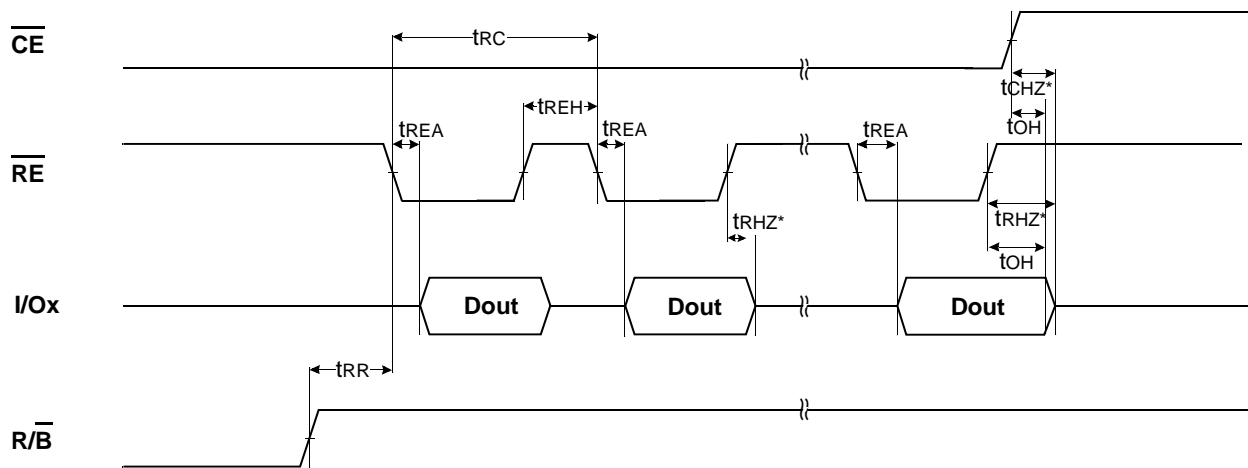 CE
tRC
tCHZ*
tREH
tOH
tREA
tREA
tREA
RE
tRHZ*
tRHZ*
tOH
I/Ox
Dout
Dout
Dout
tRR
R/B